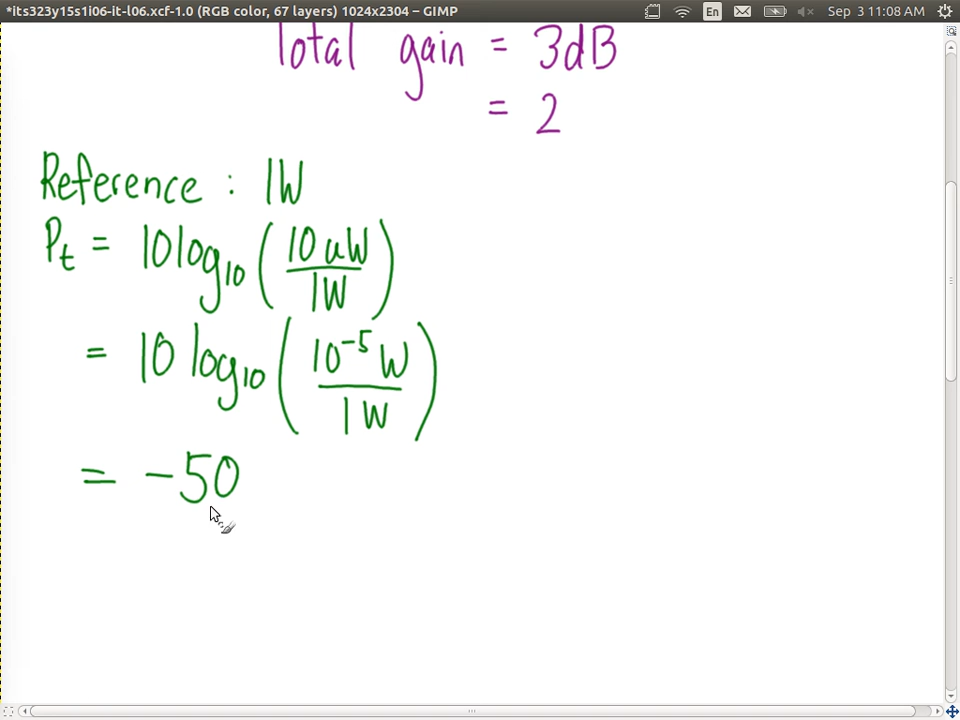 *its323y15s1i06-it-l06.xcf-1.0 (RGB color, 67 layers) 1024x2304 – GIMP
En
Sep 3 11:08 AM
Total gain = 3dB
= 2
Reference : 1W
Pt = 10log10 (10uW / 1W)
= 10 log10 (10^-5 W / 1W)
= -50